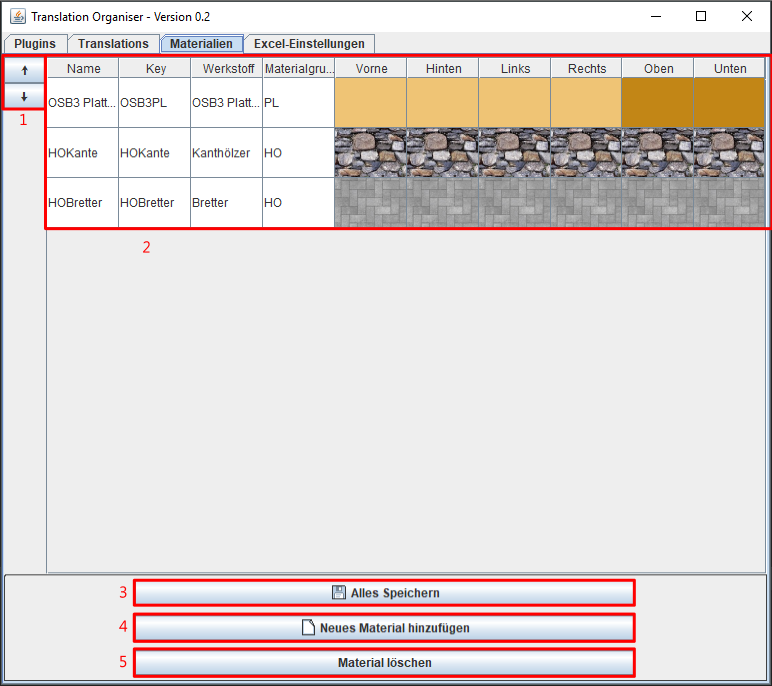 Translation Organiser - Version 0.2
Plugins Translations Materialien Excel-Einstellungen
Name Key Werkstoff Materialgru... Vorne Hinten Links Rechts Oben Unten
OSB3 Platt... OSB3PL OSB3 Platt... PL
1
HOKante HOKante Kanthölzer HO
HOBretter HOBretter Bretter HO
2
3 Alles Speichern
4 Neues Material hinzufügen
5 Material löschen